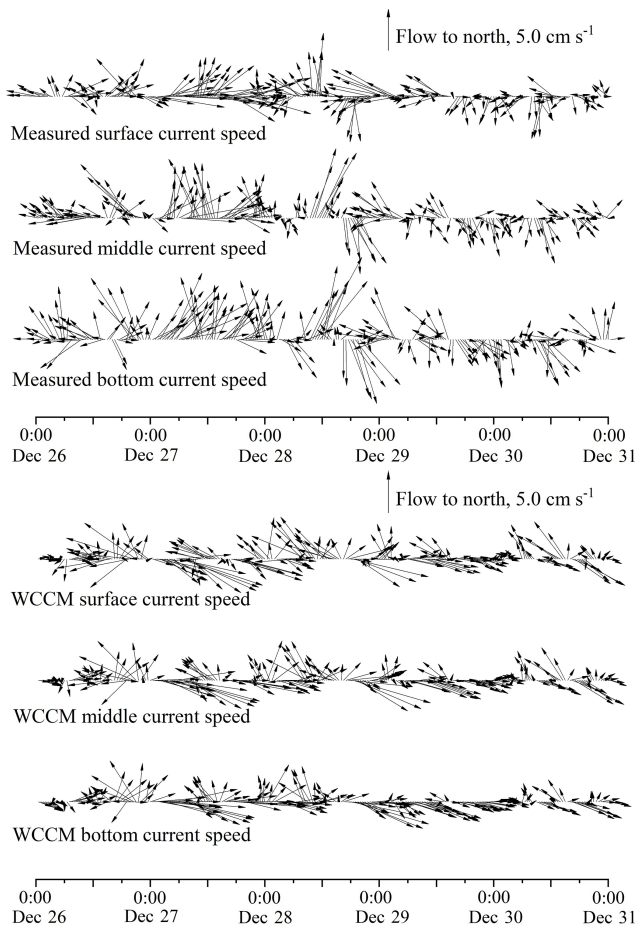 Flow to north, 5.0 cm s-1
Measured surface current speed
Measured middle current speed
Measured bottom current speed
0:00 0:00 0:00 0:00 0:00 0:00
Dec 26 Dec 27 Dec 28 Dec 29 Dec 30 Dec 31
Flow to north, 5.0 cm s-1
WCCM surface current speed
WCCM middle current speed
WCCM bottom current speed
0:00 0:00 0:00 0:00 0:00 0:00
Dec 26 Dec 27 Dec 28 Dec 29 Dec 30 Dec 31